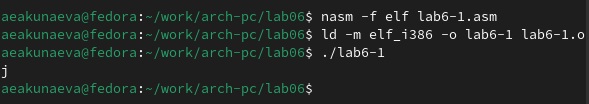 aeakunaeva@fedora:~/work/arch-pc/lab06$ nasm -f elf lab6-1.asm
aeakunaeva@fedora:~/work/arch-pc/lab06$ ld -m elf_i386 -o lab6-1 lab6-1.o
aeakunaeva@fedora:~/work/arch-pc/lab06$ ./lab6-1
j
aeakunaeva@fedora:~/work/arch-pc/lab06$